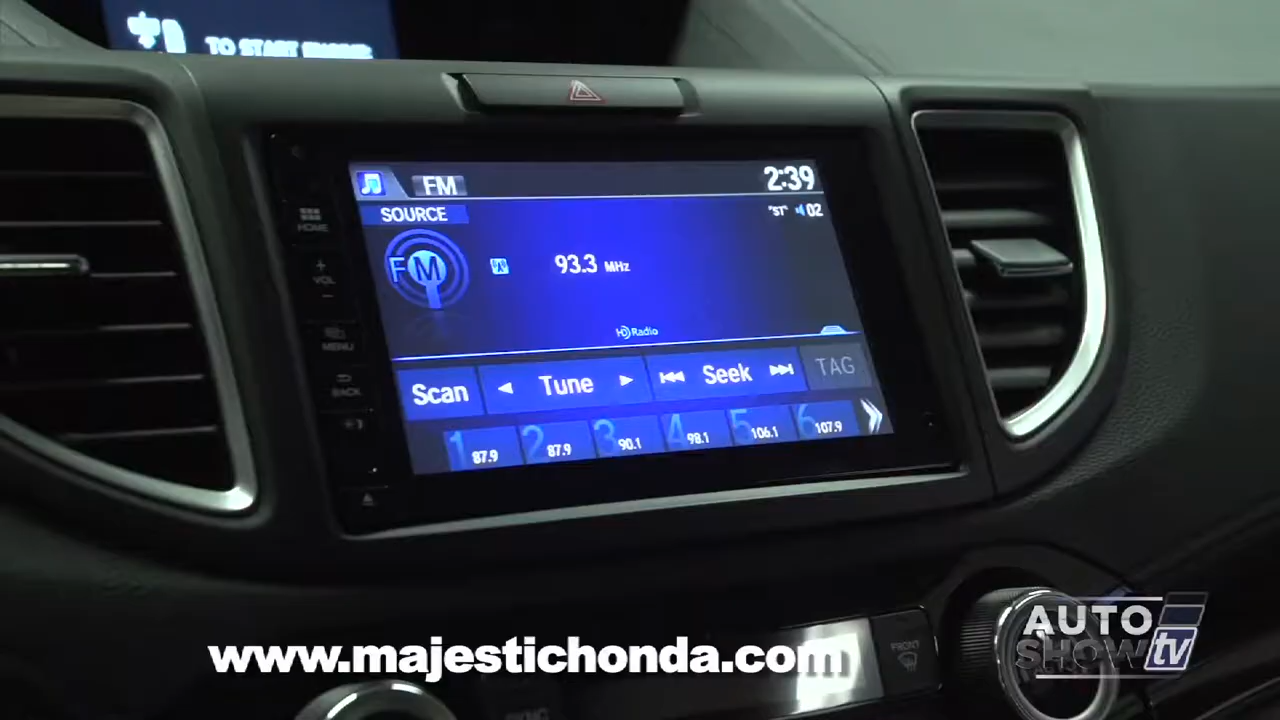 TO START ENGINE
FM
2:39
SOURCE
"ST" 02
FM
93.3 MHz
HD Radio
HOME
+
VOL
-
MENU
BACK
Scan
Tune
Seek
TAG
1 87.9
2 87.9
3 90.1
4 98.1
5 106.1
6 107.9
FRONT
www.majestichonda.com
AUTO
SHOW tv